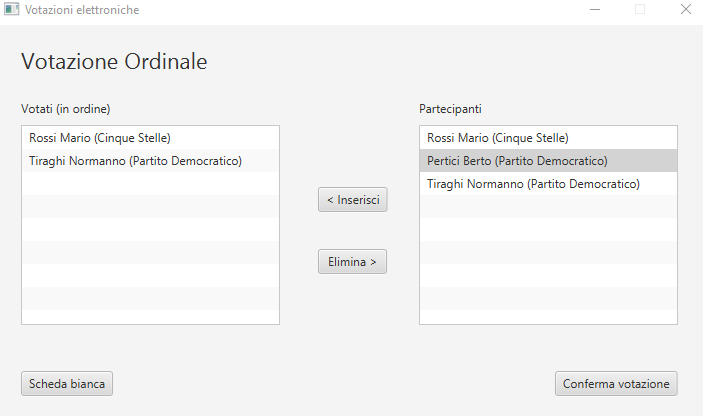 Votazioni elettroniche
Votazione Ordinale
Votati (in ordine)
Rossi Mario (Cinque Stelle)
Tiraghi Normanno (Partito Democratico)
< Inserisci
Elimina >
Partecipanti
Rossi Mario (Cinque Stelle)
Pertici Berto (Partito Democratico)
Tiraghi Normanno (Partito Democratico)
Scheda bianca
Conferma votazione